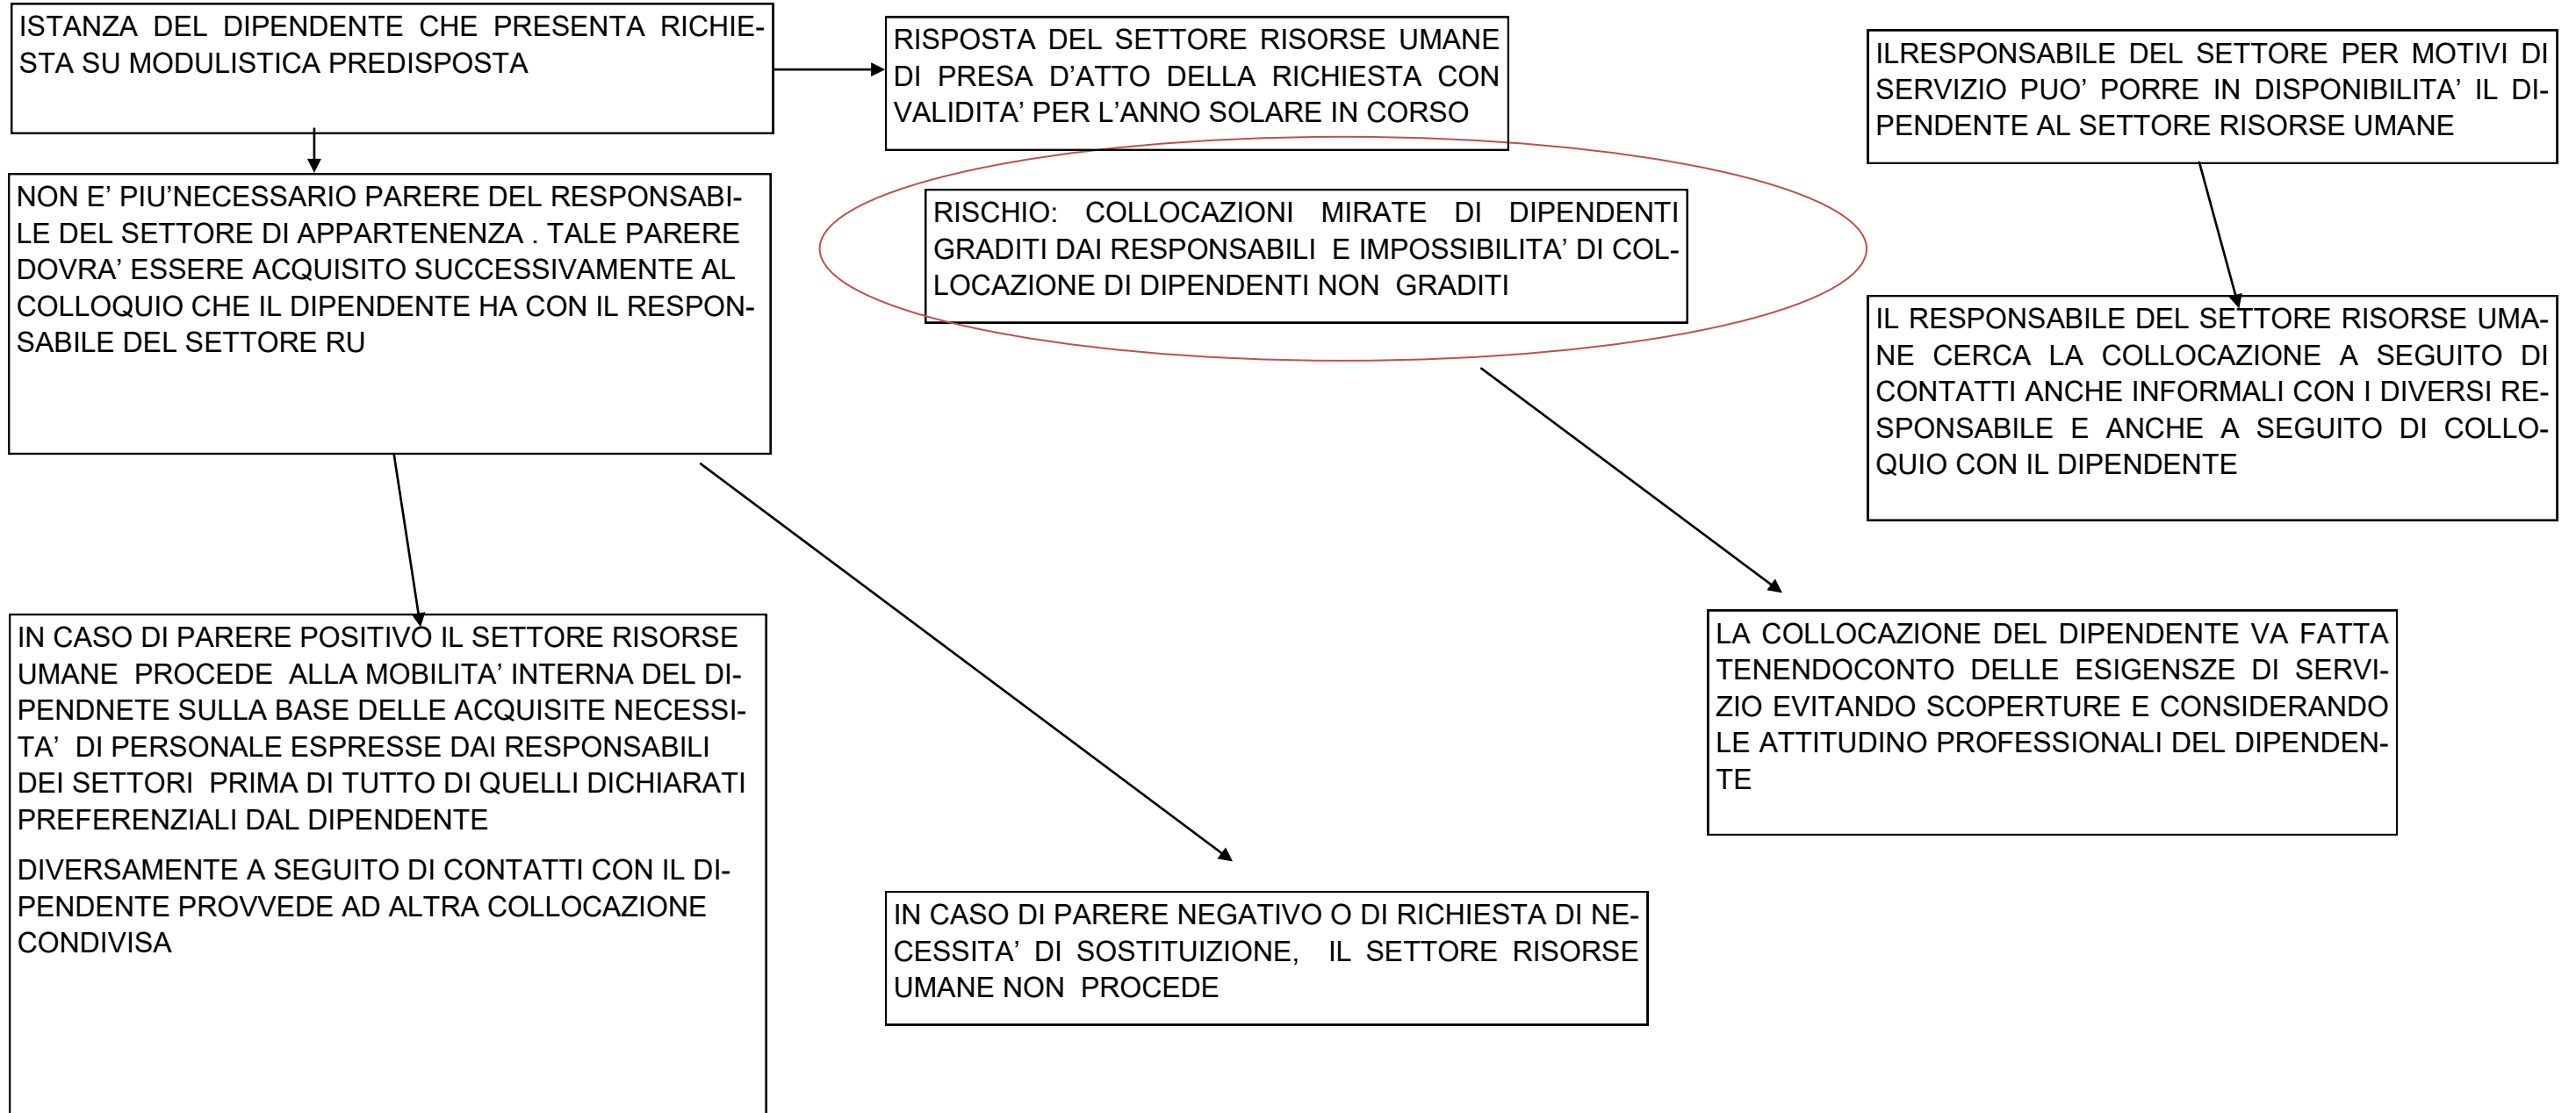 ISTANZA DEL DIPENDENTE CHE PRESENTA RICHIE-
STA SU MODULISTICA PREDISPOSTA
RISPOSTA DEL SETTORE RISORSE UMANE
DI PRESA D'ATTO DELLA RICHIESTA CON
VALIDITA' PER L'ANNO SOLARE IN CORSO
ILRESPONSABILE DEL SETTORE PER MOTIVI DI
SERVIZIO PUO' PORRE IN DISPONIBILITA' IL DI-
PENDENTE AL SETTORE RISORSE UMANE
NON E' PIU'NECESSARIO PARERE DEL RESPONSABI-
LE DEL SETTORE DI APPARTENENZA . TALE PARERE
DOVRA' ESSERE ACQUISITO SUCCESSIVAMENTE AL
COLLOQUIO CHE IL DIPENDENTE HA CON IL RESPON-
SABILE DEL SETTORE RU
RISCHIO: COLLOCAZIONI MIRATE DI DIPENDENTI
GRADITI DAI RESPONSABILI E IMPOSSIBILITA' DI COL-
LOCAZIONE DI DIPENDENTI NON GRADITI
IL RESPONSABILE DEL SETTORE RISORSE UMA-
NE CERCA LA COLLOCAZIONE A SEGUITO DI
CONTATTI ANCHE INFORMALI CON I DIVERSI RE-
SPONSABILE E ANCHE A SEGUITO DI COLLO-
QUIO CON IL DIPENDENTE
IN CASO DI PARERE POSITIVO IL SETTORE RISORSE
UMANE PROCEDE ALLA MOBILITA' INTERNA DEL DI-
PENDNETE SULLA BASE DELLE ACQUISITE NECESSI-
TA' DI PERSONALE ESPRESSE DAI RESPONSABILI
DEI SETTORI PRIMA DI TUTTO DI QUELLI DICHIARATI
PREFERENZIALI DAL DIPENDENTE
DIVERSAMENTE A SEGUITO DI CONTATTI CON IL DI-
PENDENTE PROVVEDE AD ALTRA COLLOCAZIONE
CONDIVISA
LA COLLOCAZIONE DEL DIPENDENTE VA FATTA
TENENDOCONTO DELLE ESIGENSZE DI SERVI-
ZIO EVITANDO SCOPERTURE E CONSIDERANDO
LE ATTITUDINO PROFESSIONALI DEL DIPENDEN-
TE
IN CASO DI PARERE NEGATIVO O DI RICHIESTA DI NE-
CESSITA' DI SOSTITUIZIONE, IL SETTORE RISORSE
UMANE NON PROCEDE